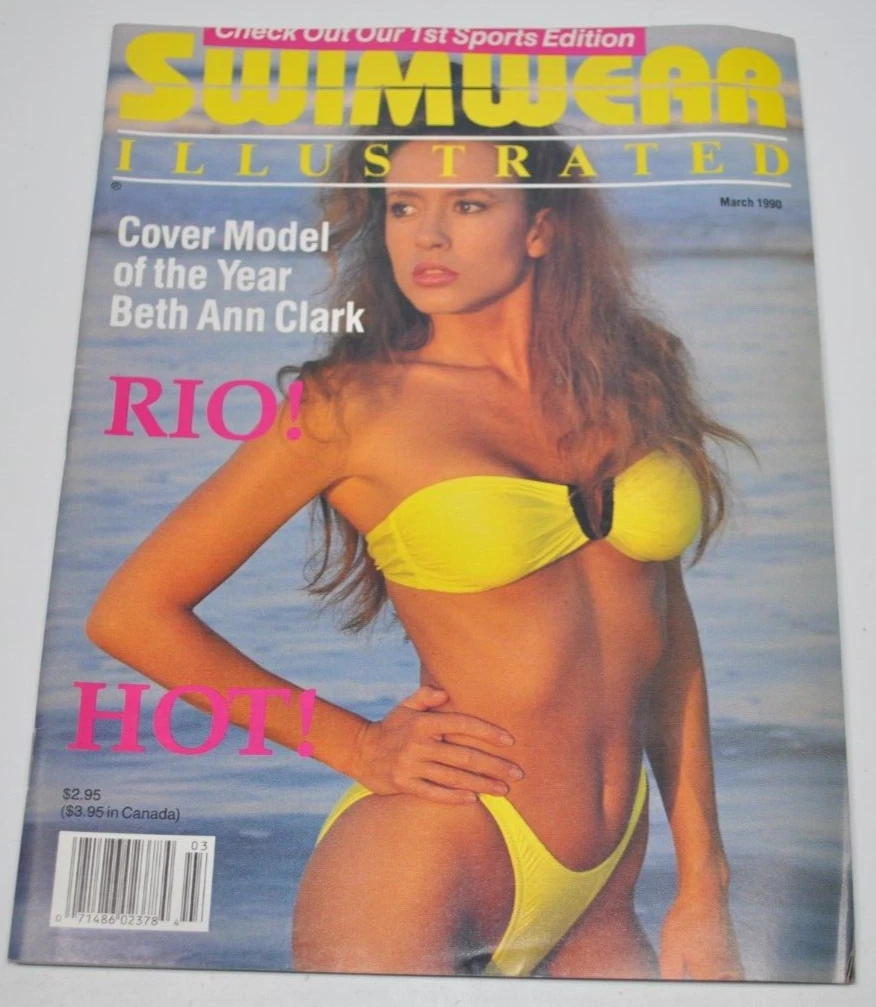 Check Out Our 1st Sports Edition
SWIMWEAR
ILLUSTRATED
®
March 1990
Cover Model
of the Year
Beth Ann Clark
RIO!
HOT!
$2.95
($3.95 in Canada)
03
0 71486 02378 4